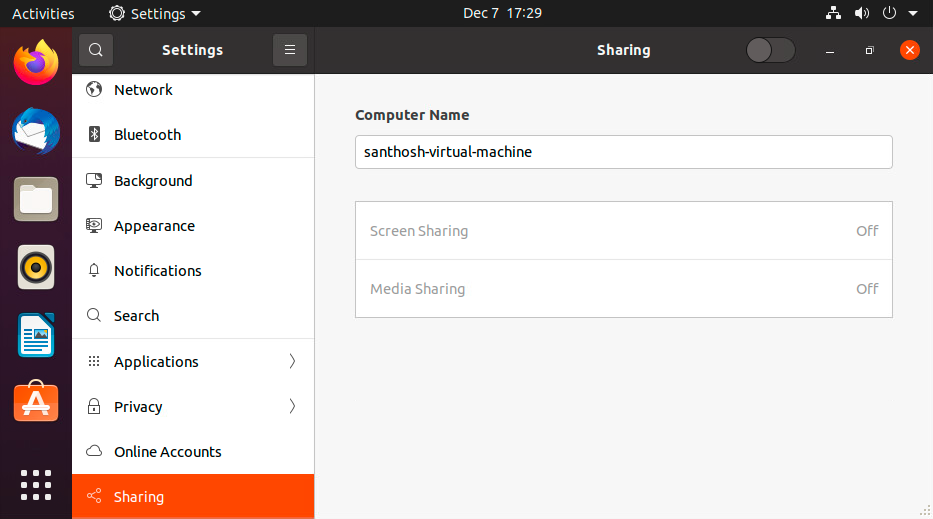 Activities Settings Dec 7 17:29
Settings Sharing
Network
Bluetooth
Background
Appearance
Notifications
Search
Applications
Privacy
Online Accounts
Sharing
Computer Name
santhosh-virtual-machine
Screen Sharing Off
Media Sharing Off